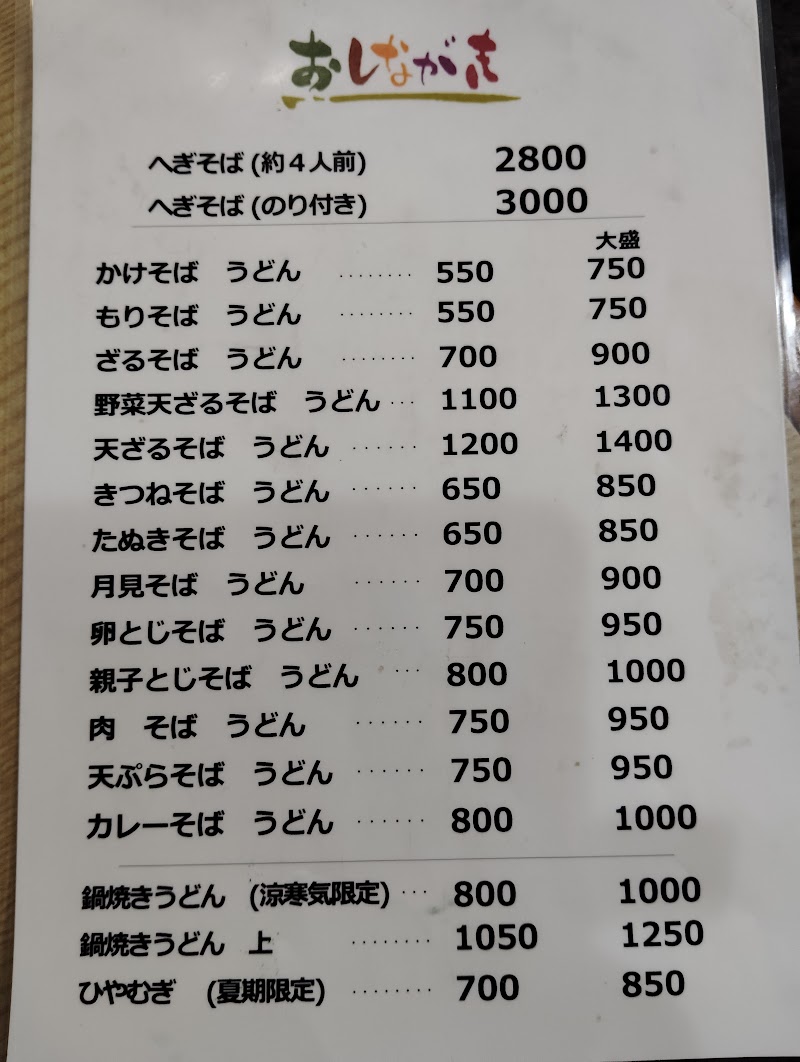 おしながき
へぎそば (約４人前) 2800
へぎそば (のり付き) 3000
大盛
かけそば　うどん ········ 550 750
もりそば　うどん ········ 550 750
ざるそば　うどん ········ 700 900
野菜天ざるそば　うどん ··· 1100 1300
天ざるそば　うどん ······ 1200 1400
きつねそば　うどん ······ 650 850
たぬきそば　うどん ······ 650 850
月見そば　うどん ······ 700 900
卵とじそば　うどん ······ 750 950
親子とじそば　うどん ··· 800 1000
肉　そば　うどん ······ 750 950
天ぷらそば　うどん ······ 750 950
カレーそば　うどん ······ 800 1000
鍋焼きうどん　(涼寒気限定) ··· 800 1000
鍋焼きうどん　上 ········ 1050 1250
ひやむぎ　(夏期限定) ········ 700 850